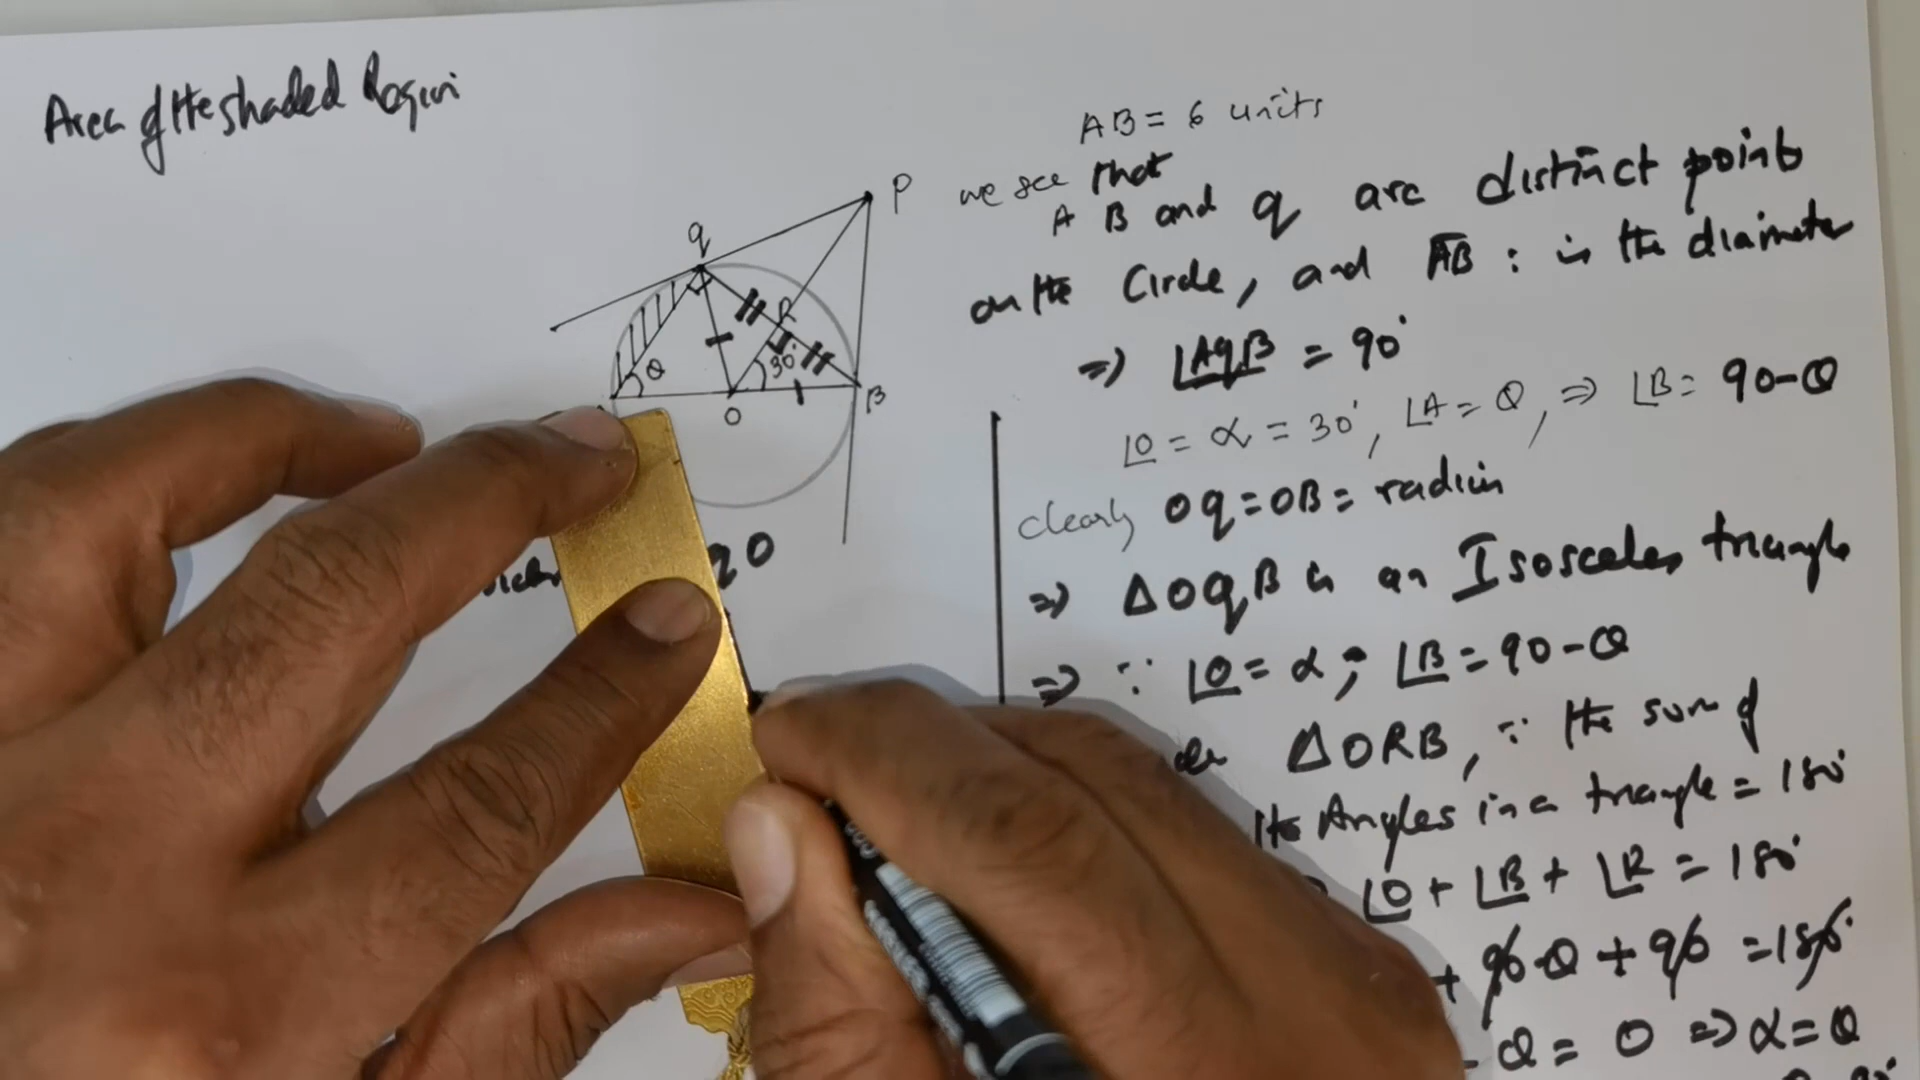 Area of the shaded Region
AB = 6 units
we see that
A B and q are distinct points
on the Circle, and AB : is the diameter
⇒ ∠AqB = 90°
∠O = α = 30°, ∠A = θ, ⇒ ∠B = 90-θ
clearly Oq = OB = radius
⇒ ΔOqB is an Isosceles triangle
⇒ ∵ ∠O = α ; ∠B = 90-θ
ΔORB, ∵ the sum of
the Angles in a triangle = 180°
∠O + ∠B + ∠R = 180°
+ 90-θ + 90 = 180°
- θ = 0 ⇒ α = θ
P
q
R
θ
30°
O
B
qO